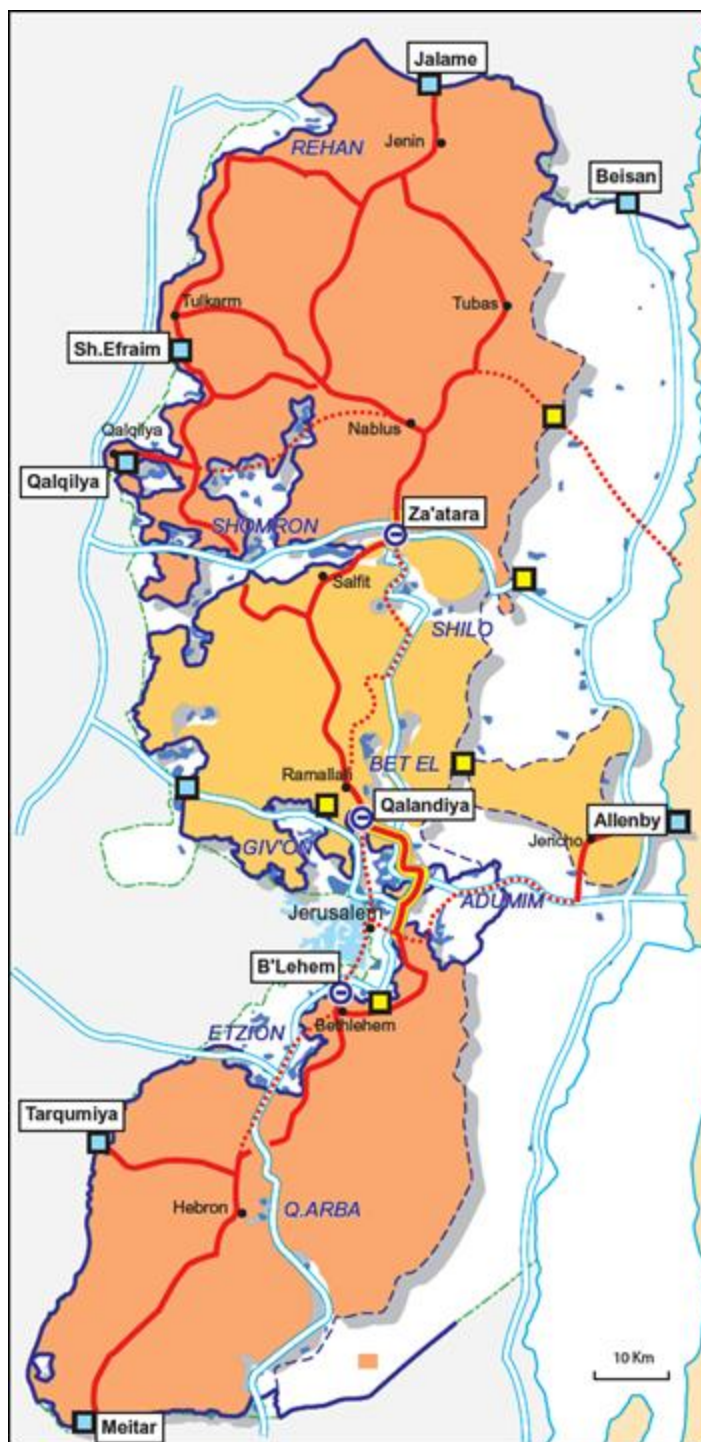 Jalame
Jenin
REHAN
Beisan
Tulkarm
Tubas
Sh.Efraim
Nablus
Qalqilya
Qalqilya
Za'atara
SHOMRON
Salfit
SHILO
BET EL
Ramallah
Qalandiya
Allenby
Jericho
GIV'ON
ADUMIM
Jerusalem
B'Lehem
Bethlehem
ETZION
Tarqumiya
Hebron
Q.ARBA
10 Km
Meitar